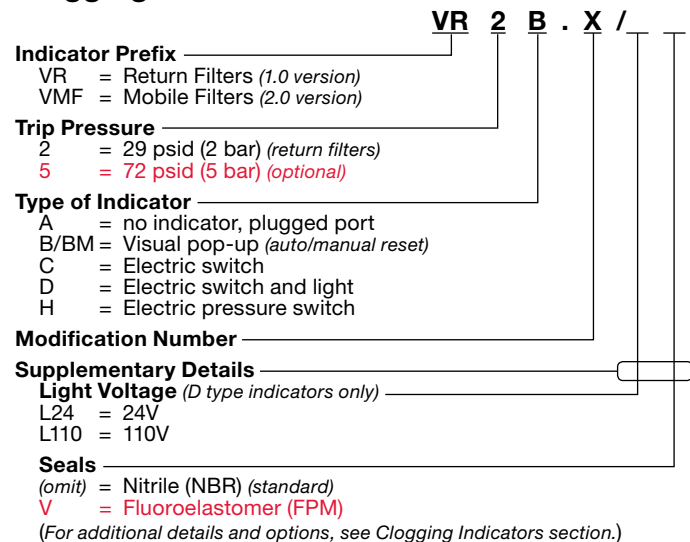 VR 2 B . X /
Indicator Prefix
VR = Return Filters (1.0 version)
VMF = Mobile Filters (2.0 version)
Trip Pressure
2 = 29 psid (2 bar) (return filters)
5 = 72 psid (5 bar) (optional)
Type of Indicator
A = no indicator, plugged port
B/BM = Visual pop-up (auto/manual reset)
C = Electric switch
D = Electric switch and light
H = Electric pressure switch
Modification Number
Supplementary Details
Light Voltage (D type indicators only)
L24 = 24V
L110 = 110V
Seals
(omit) = Nitrile (NBR) (standard)
V = Fluoroelastomer (FPM)
(For additional details and options, see Clogging Indicators section.)